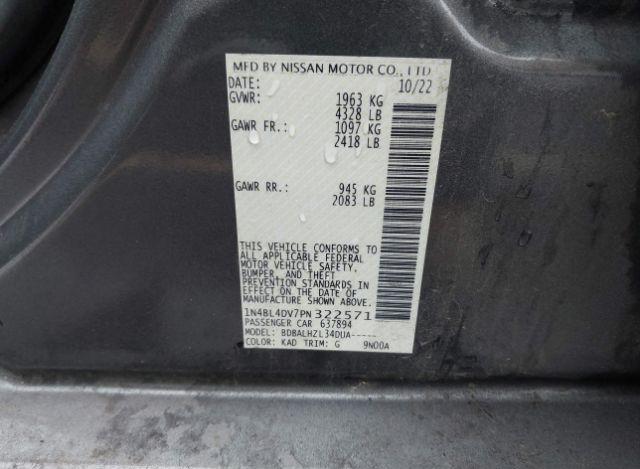 MFD BY NISSAN MOTOR CO., LTD
DATE: 10/22
GVWR: 1963 KG
4328 LB
GAWR FR.: 1097 KG
2418 LB
GAWR RR.: 945 KG
2083 LB
THIS VEHICLE CONFORMS TO
ALL APPLICABLE FEDERAL
MOTOR VEHICLE SAFETY,
BUMPER, AND THEFT
PREVENTION STANDARDS IN
EFFECT ON THE DATE OF
MANUFACTURE SHOWN ABOVE.
1N4BL4DV7PN322571
PASSENGER CAR 637894
MODEL: BDBALHZL34DUA-----
COLOR: KAD TRIM: G 9N00A